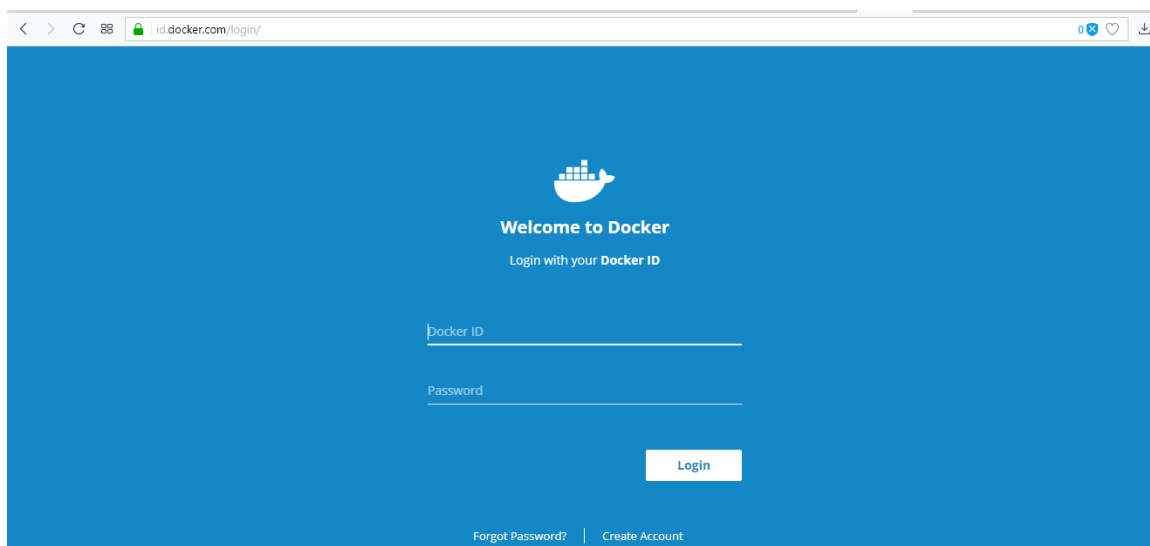 id.docker.com/login/
0
Welcome to Docker
Login with your Docker ID
Docker ID
Password
Login
Forgot Password? | Create Account